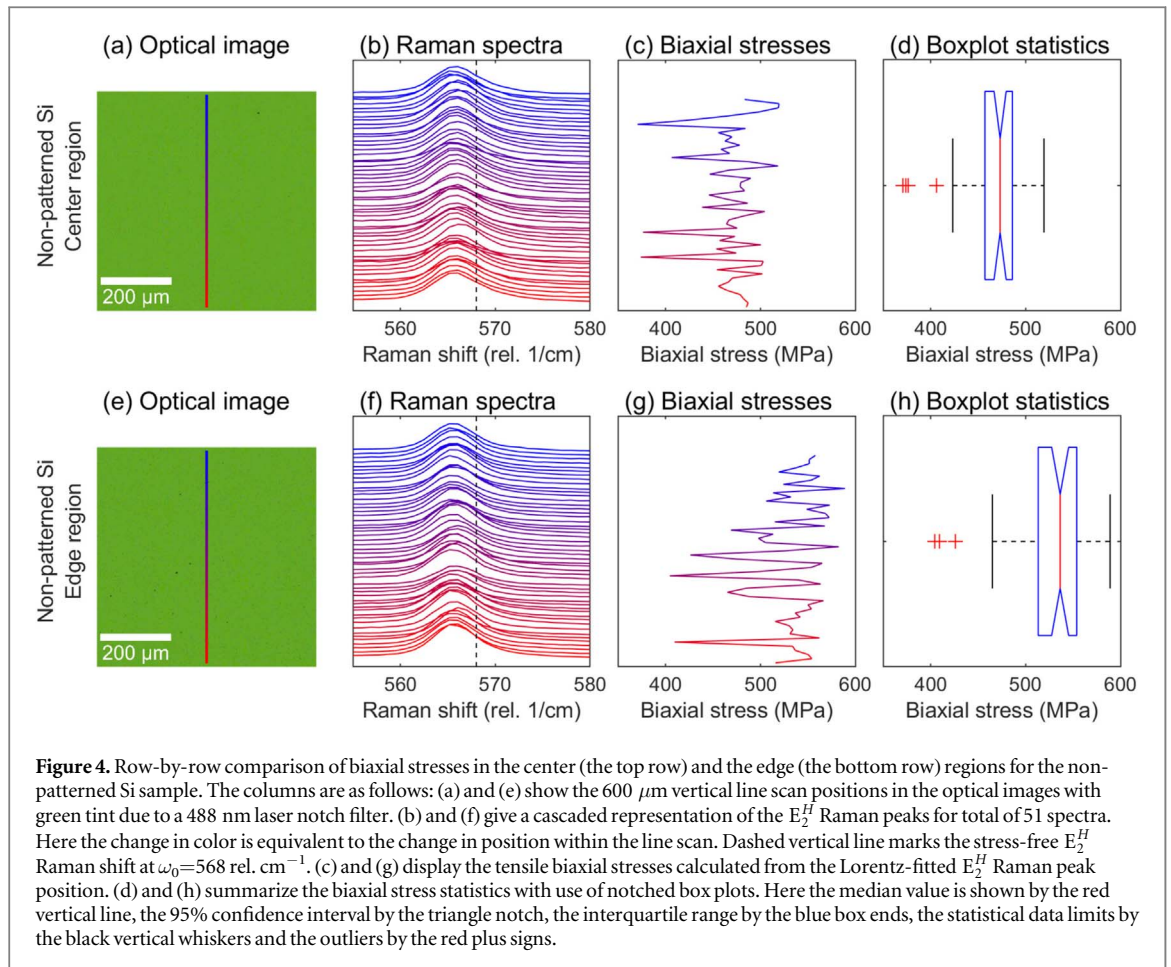 (a) Optical image
(b) Raman spectra
(c) Biaxial stresses
(d) Boxplot statistics
Non-patterned Si
Center region
200 µm
560 570 580
Raman shift (rel. 1/cm)
400 500 600
Biaxial stress (MPa)
400 500 600
Biaxial stress (MPa)
(e) Optical image
(f) Raman spectra
(g) Biaxial stresses
(h) Boxplot statistics
Non-patterned Si
Edge region
200 µm
560 570 580
Raman shift (rel. 1/cm)
400 500 600
Biaxial stress (MPa)
400 500 600
Biaxial stress (MPa)
Figure 4. Row-by-row comparison of biaxial stresses in the center (the top row) and the edge (the bottom row) regions for the non-
patterned Si sample. The columns are as follows: (a) and (e) show the 600 μm vertical line scan positions in the optical images with
green tint due to a 488 nm laser notch filter. (b) and (f) give a cascaded representation of the E₂ᴴ Raman peaks for total of 51 spectra.
Here the change in color is equivalent to the change in position within the line scan. Dashed vertical line marks the stress-free E₂ᴴ
Raman shift at ω₀=568 rel. cm⁻¹. (c) and (g) display the tensile biaxial stresses calculated from the Lorentz-fitted E₂ᴴ Raman peak
position. (d) and (h) summarize the biaxial stress statistics with use of notched box plots. Here the median value is shown by the red
vertical line, the 95% confidence interval by the triangle notch, the interquartile range by the blue box ends, the statistical data limits by
the black vertical whiskers and the outliers by the red plus signs.